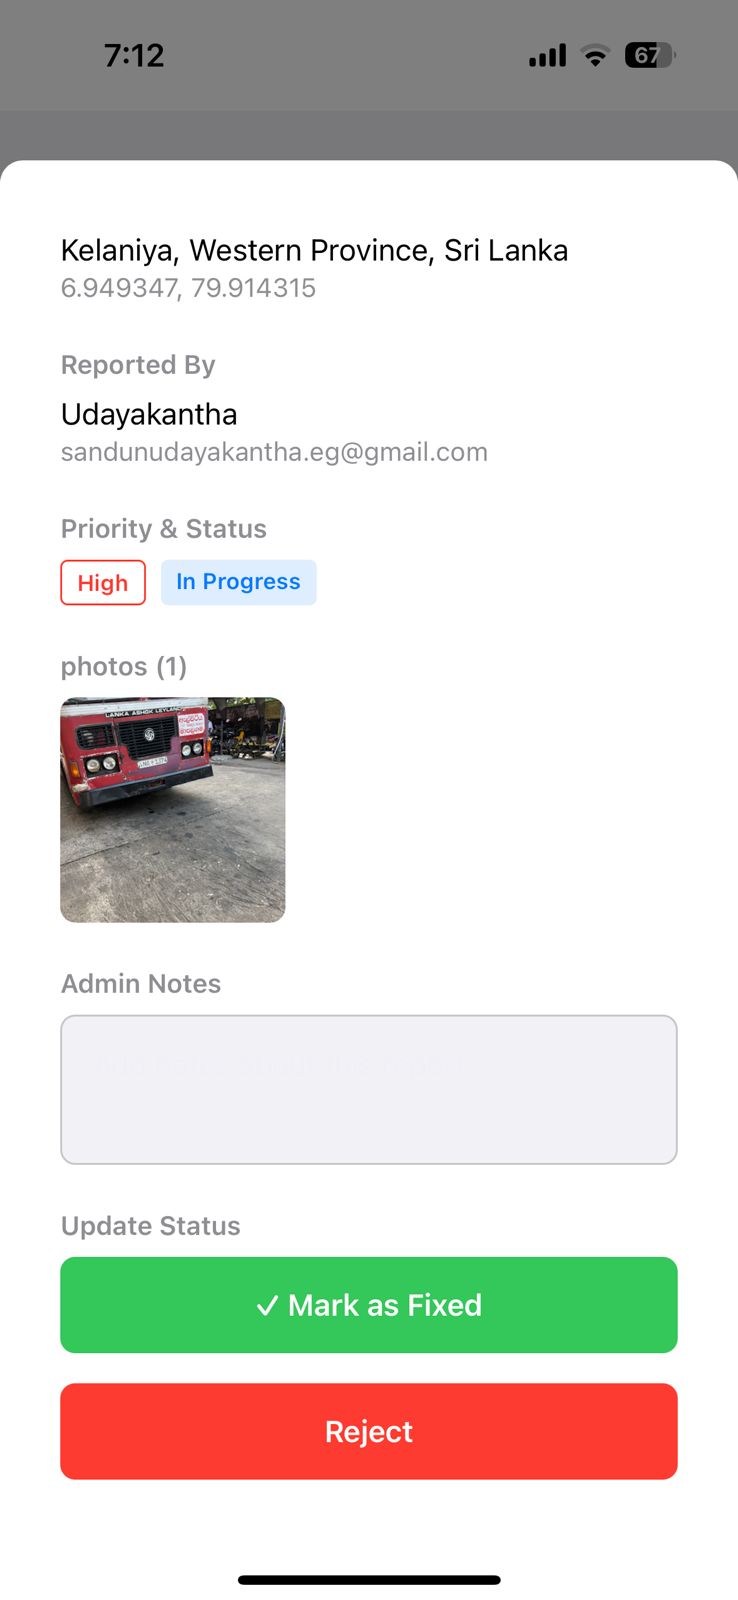 7:12
67
Kelaniya, Western Province, Sri Lanka
6.949347, 79.914315
Reported By
Udayakantha
sandunudayakantha.eg@gmail.com
Priority & Status
High
In Progress
photos (1)
LANKA ASHOK LEYLAND
Admin Notes
Update Status
✓ Mark as Fixed
Reject